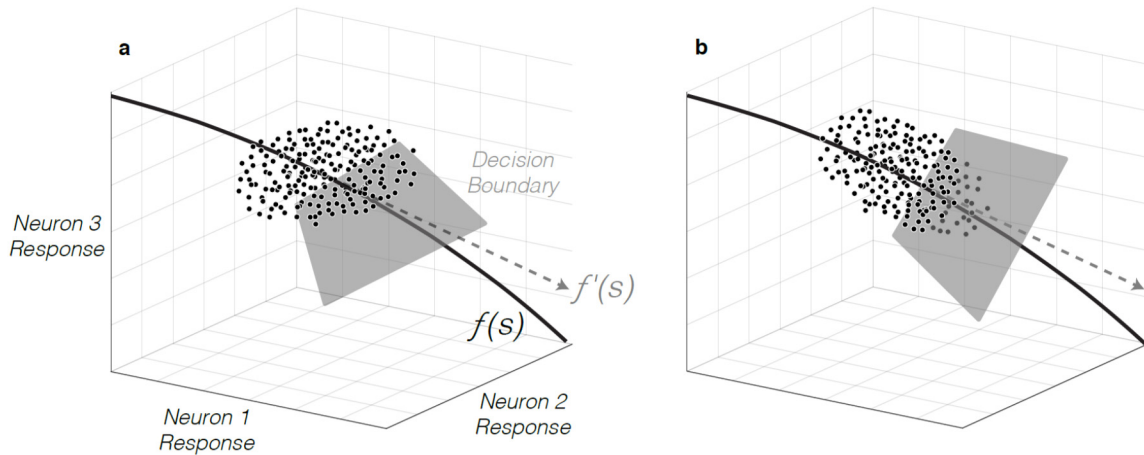 a
b
Decision
Boundary
Neuron 3
Response
f'(s)
f(s)
Neuron 1
Response
Neuron 2
Response